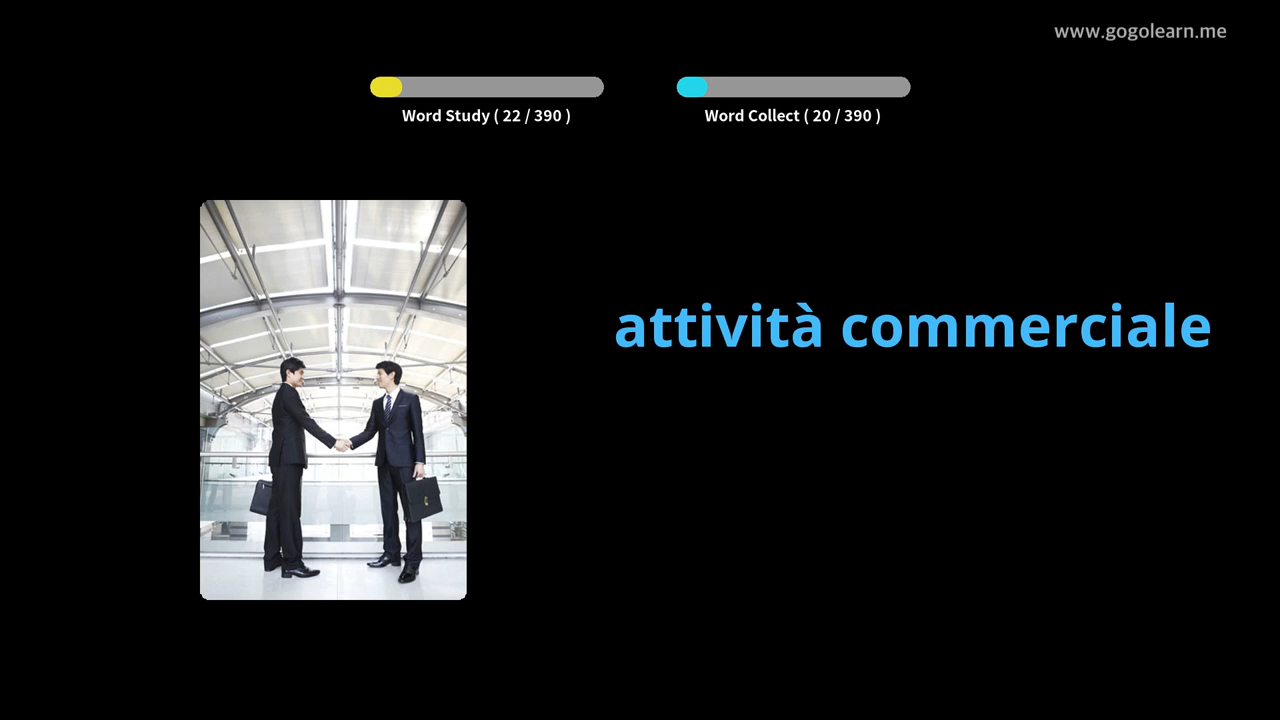 www.gogolearn.me
Word Study ( 22 / 390 )
Word Collect ( 20 / 390 )
attività commerciale